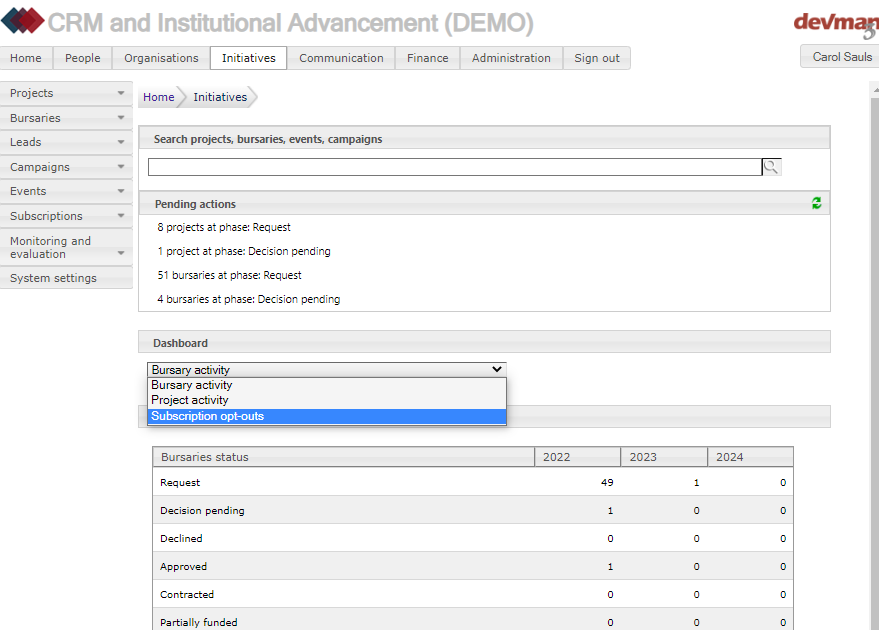 CRM and Institutional Advancement (DEMO)
deVman
3
Home People Organisations Initiatives Communication Finance Administration Sign out
Carol Sauls
Projects
Bursaries
Leads
Campaigns
Events
Subscriptions
Monitoring and
evaluation
System settings
Home Initiatives
Search projects, bursaries, events, campaigns
Pending actions
8 projects at phase: Request
1 project at phase: Decision pending
51 bursaries at phase: Request
4 bursaries at phase: Decision pending
Dashboard
Bursary activity
Bursary activity
Project activity
Subscription opt-outs
Bursaries status 2022 2023 2024
Request 49 1 0
Decision pending 1 0 0
Declined 0 0 0
Approved 1 0 0
Contracted 0 0 0
Partially funded 0 0 0